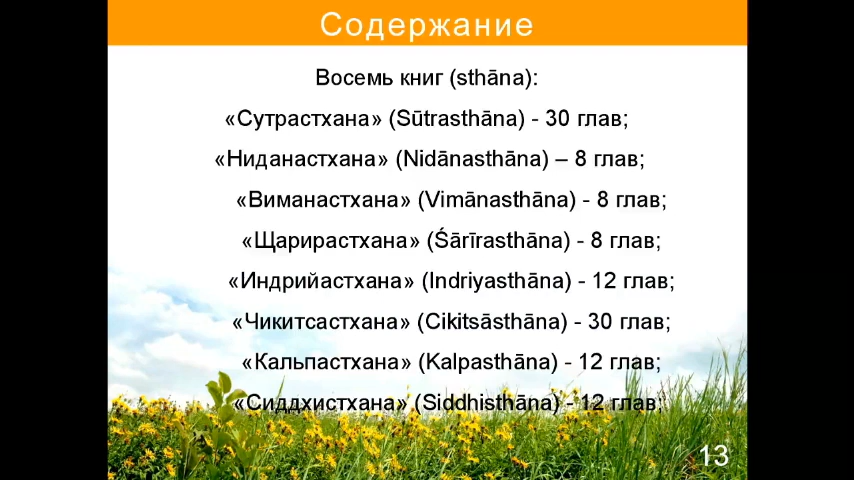 Содержание
Восемь книг (sthāna):
«Сутрастхана» (Sūtrasthāna) - 30 глав;
«Ниданастхана» (Nidānasthāna) – 8 глав;
«Виманастхана» (Vimānasthāna) - 8 глав;
«Щарирастхана» (Śārīrasthāna) - 8 глав;
«Индрийастхана» (Indriyasthāna) - 12 глав;
«Чикитсастхана» (Cikitsāsthāna) - 30 глав;
«Кальпастхана» (Kalpasthāna) - 12 глав;
«Сиддхистхана» (Siddhisthāna) - 12 глав;
13